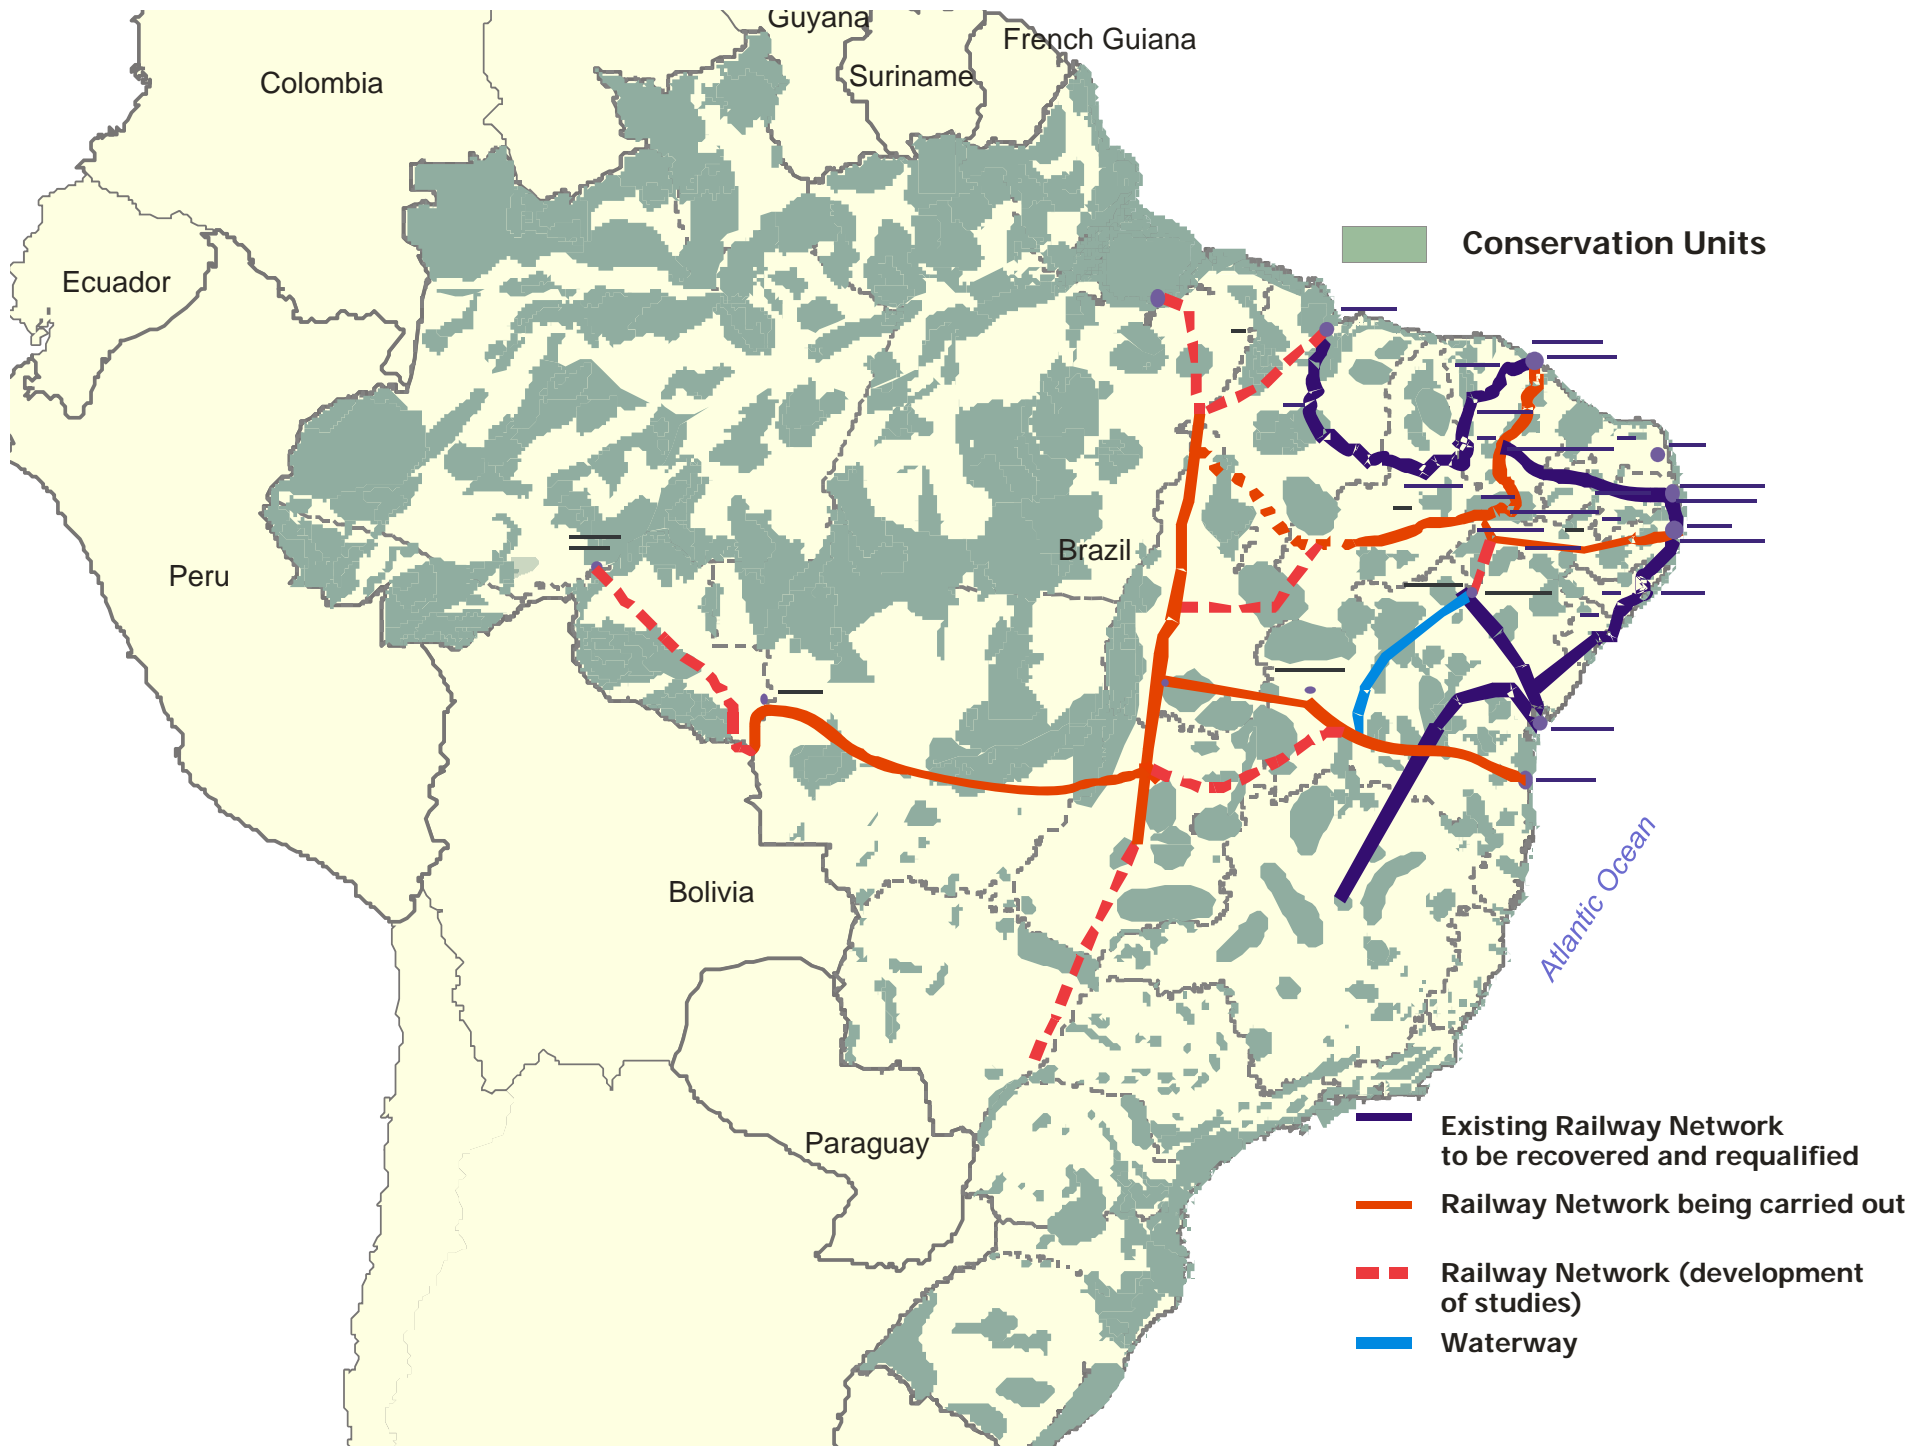 Guyana
French Guiana
Colombia
Suriname
Conservation Units
Ecuador
Brazil
Peru
Bolivia
Atlantic Ocean
Paraguay
Existing Railway Network
to be recovered and requalified
Railway Network being carried out
Railway Network (development
of studies)
Waterway